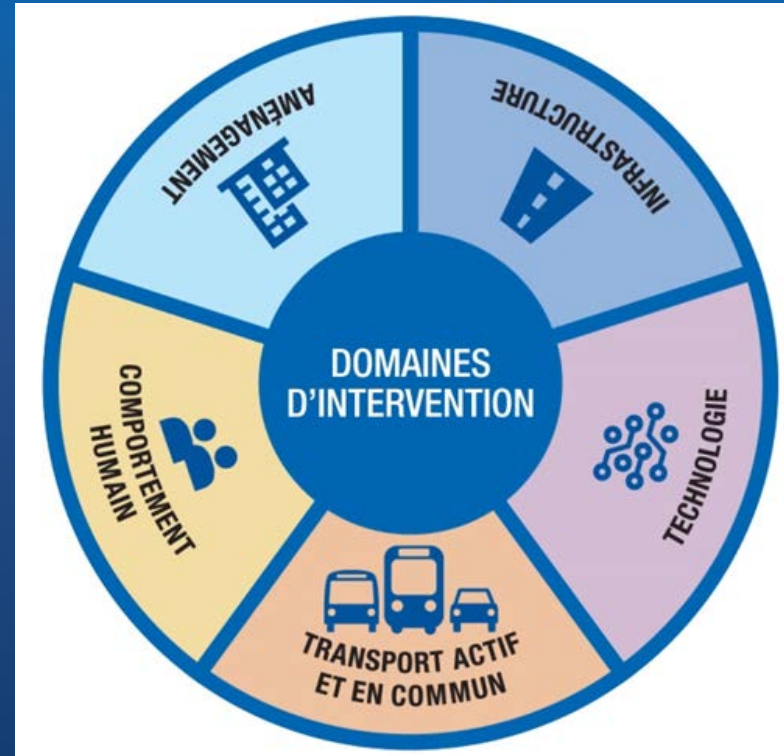 AMÉNAGEMENT
INFRASTRUCTURE
DOMAINES
D'INTERVENTION
COMPORTEMENT
HUMAIN
TECHNOLOGIE
TRANSPORT ACTIF
ET EN COMMUN